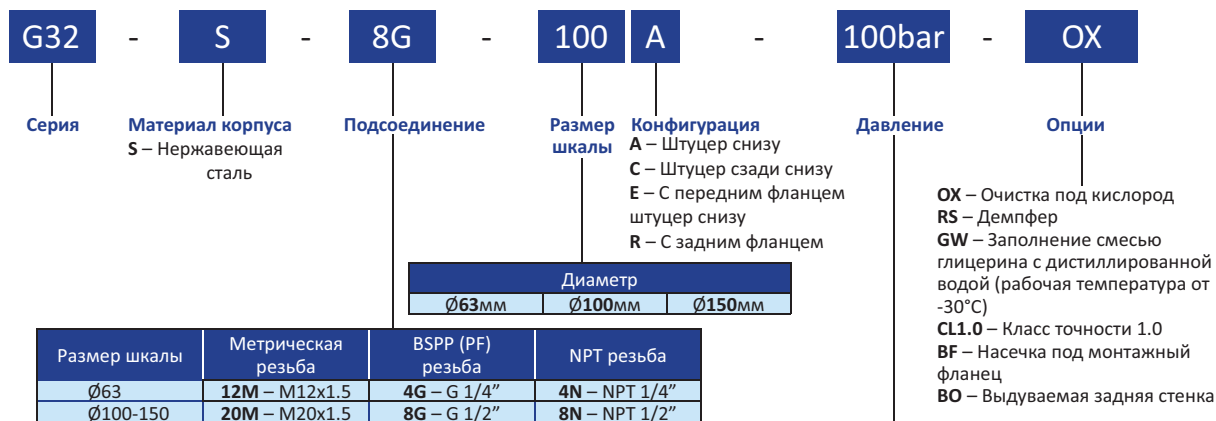 G32 - S - 8G - 100 A - 100bar - OX
Серия
Материал корпуса
S – Нержавеющая
сталь
Подсоединение
Размер
шкалы
Конфигурация
A – Штуцер снизу
C – Штуцер сзади снизу
E – С передним фланцем
штуцер снизу
R – С задним фланцем
Давление
Опции
OX – Очистка под кислород
RS – Демпфер
GW – Заполнение смесью
глицерина с дистиллированной
водой (рабочая температура от
-30°C)
CL1.0 – Класс точности 1.0
BF – Насечка под монтажный
фланец
BO – Выдуваемая задняя стенка
Диаметр
Ø63мм Ø100мм Ø150мм
Размер шкалы Метрическая резьба BSPP (PF) резьба NPT резьба
Ø63 12M – M12x1.5 4G – G 1/4” 4N – NPT 1/4”
Ø100-150 20M – M20x1.5 8G – G 1/2” 8N – NPT 1/2”